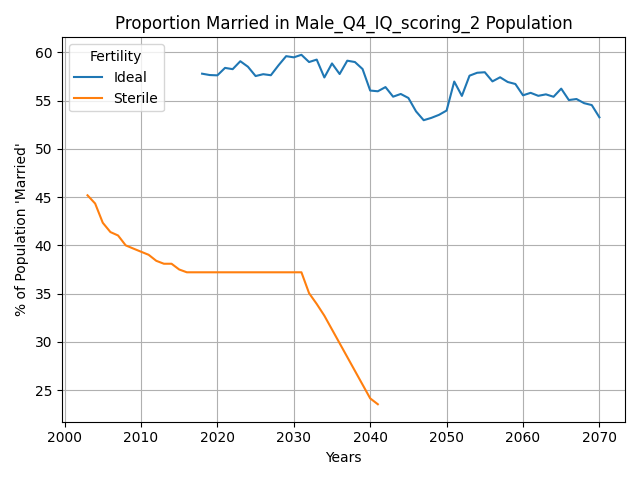 Proportion Married in Male_Q4_IQ_scoring_2 Population
Fertility
Ideal
Sterile
% of Population 'Married'
60
55
50
45
40
35
30
25
2000 2010 2020 2030 2040 2050 2060 2070
Years